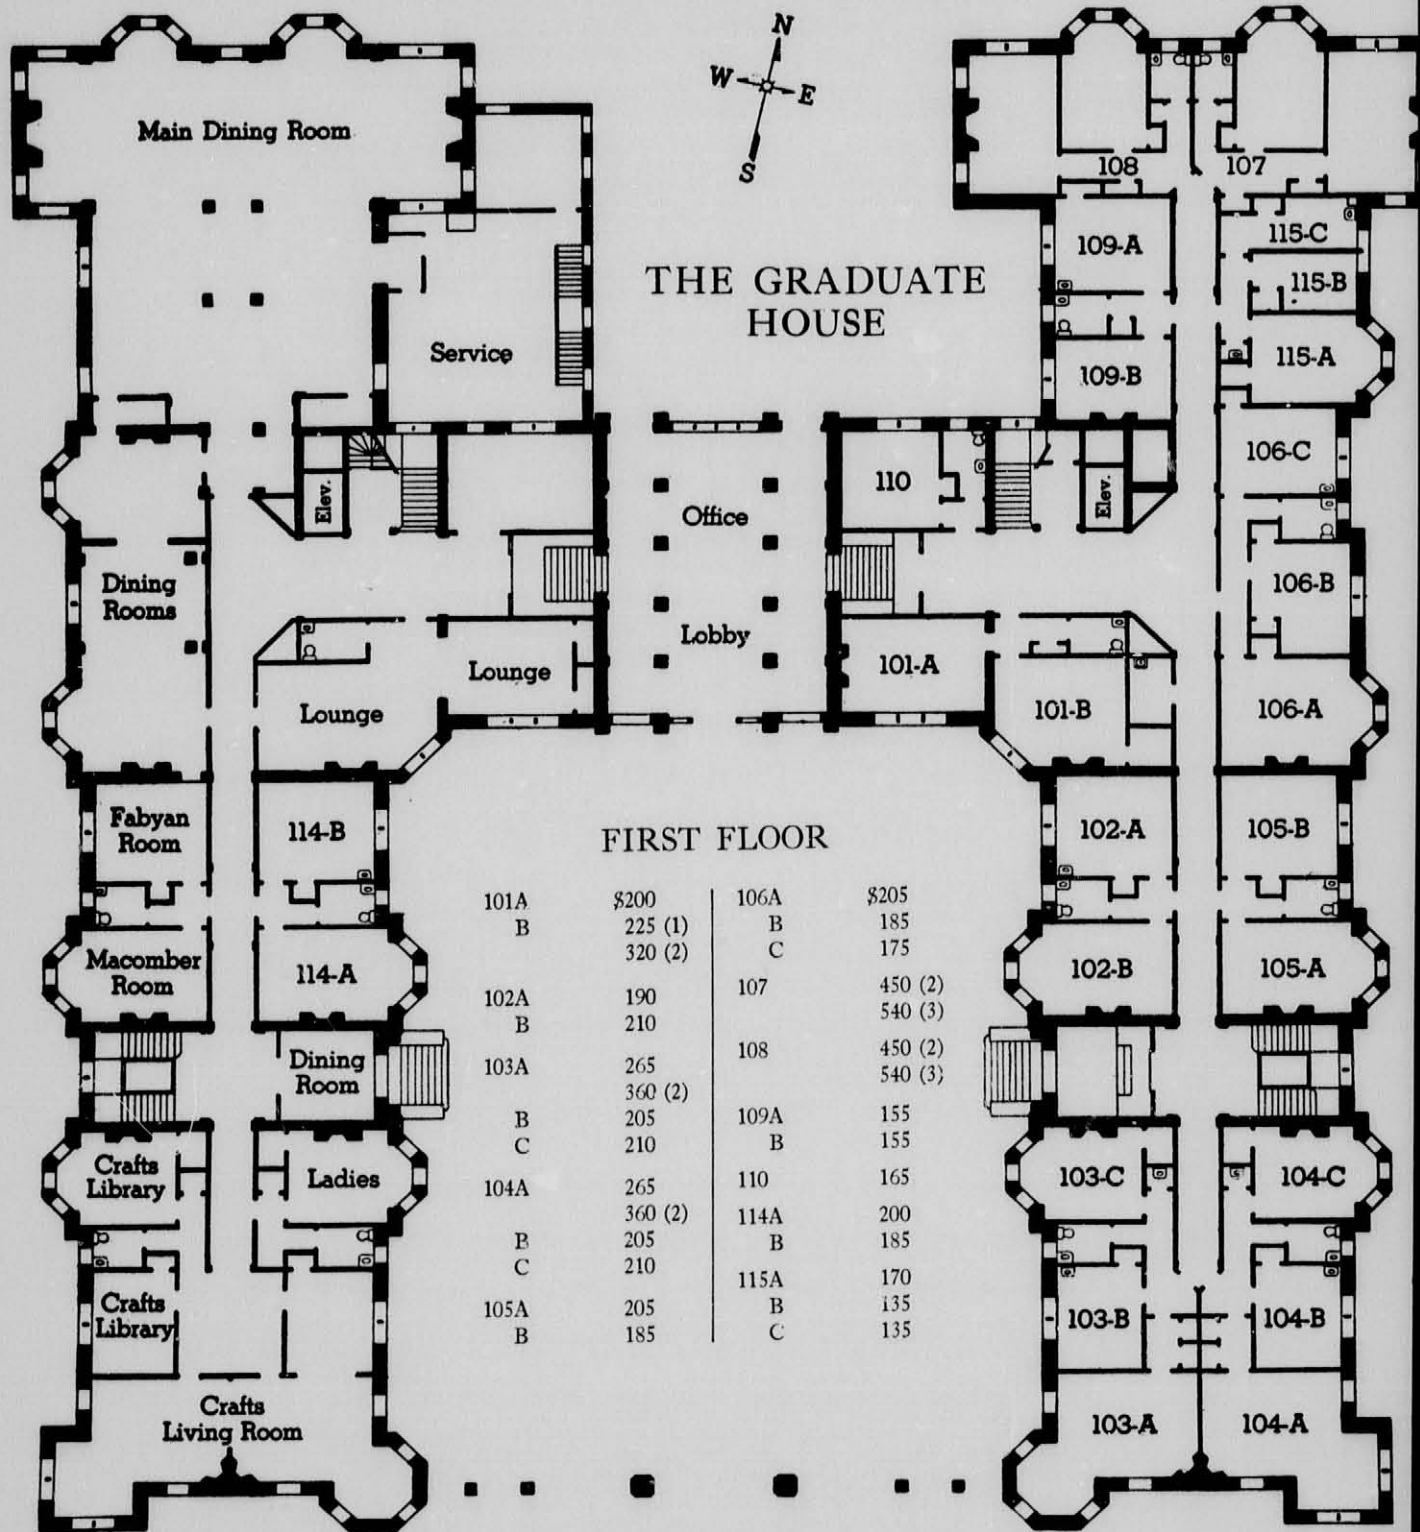 N
W E
S
THE GRADUATE
HOUSE
Main Dining Room
Service
Elev.
Office
Lobby
Dining
Rooms
Lounge
Lounge
Fabyan
Room
114-B
Macomber
Room
114-A
Dining
Room
Crafts
Library
Ladies
Crafts
Library
Crafts
Living Room
108
107
109-A
115-C
115-B
109-B
115-A
110
Elev.
106-C
106-B
101-A
101-B
106-A
102-A
105-B
102-B
105-A
103-C
104-C
103-B
104-B
103-A
104-A
FIRST FLOOR
101A $200
B 225 (1)
320 (2)
102A 190
B 210
103A 265
360 (2)
B 205
C 210
104A 265
360 (2)
B 205
C 210
105A 205
B 185
106A $205
B 185
C 175
107 450 (2)
540 (3)
108 450 (2)
540 (3)
109A 155
B 155
110 165
114A 200
B 185
115A 170
B 135
C 135